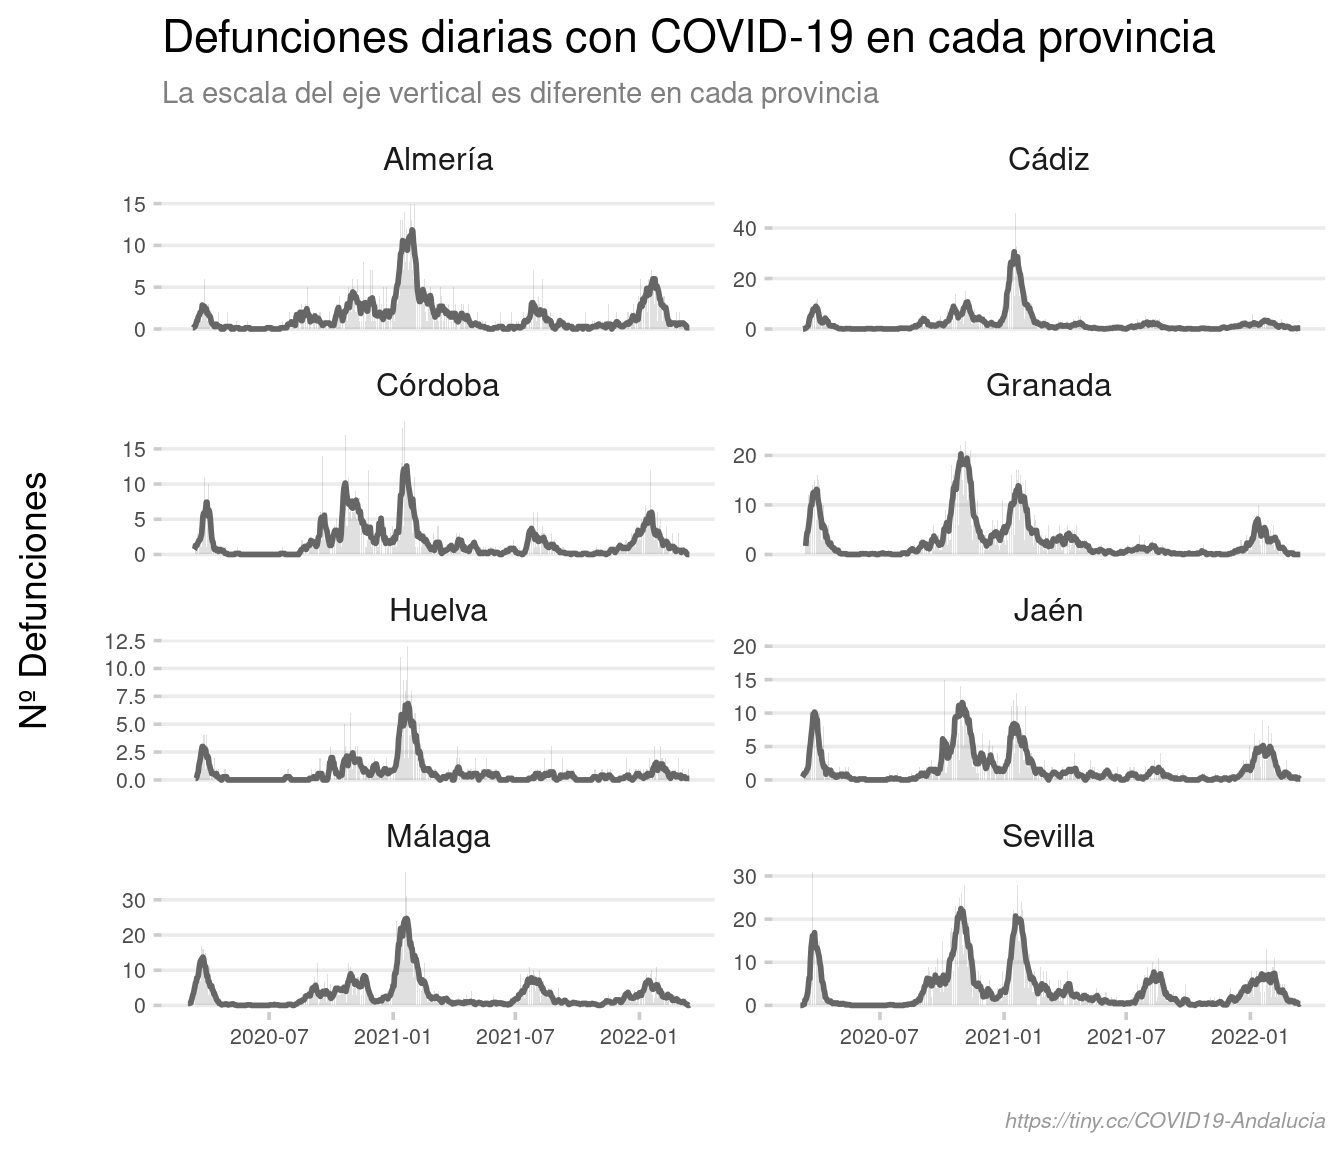 Defunciones diarias con COVID-19 en cada provincia
La escala del eje vertical es diferente en cada provincia
Nº Defunciones
Almería
15
10
5
0
Cádiz
40
20
0
Córdoba
15
10
5
0
Granada
20
10
0
Huelva
12.5
10.0
7.5
5.0
2.5
0.0
Jaén
20
15
10
5
0
Málaga
30
20
10
0
2020-07 2021-01 2021-07 2022-01
Sevilla
30
20
10
0
2020-07 2021-01 2021-07 2022-01
https://tiny.cc/COVID19-Andalucia